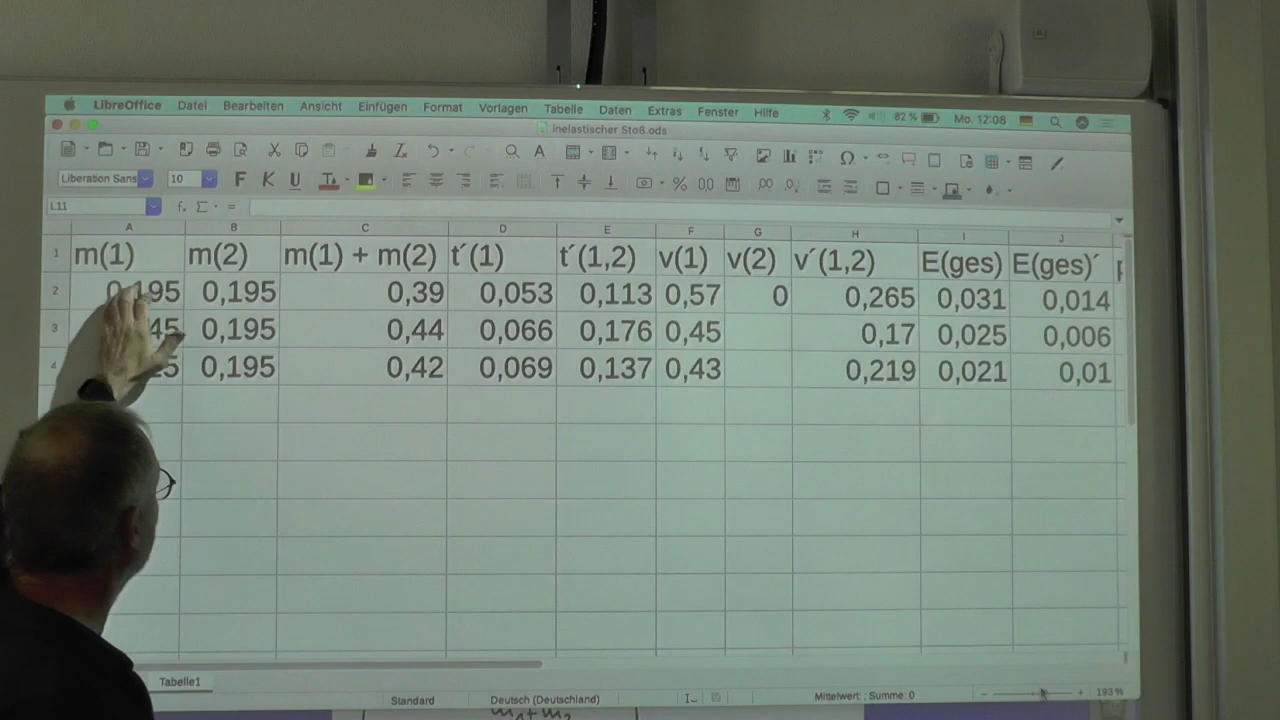 LibreOffice Datei Bearbeiten Ansicht Einfügen Format Vorlagen Tabelle Daten Extras Fenster Hilfe 82 % Mo. 12:08
inelastischer Stoß.ods
Liberation Sans 10 F K U
L11
A B C D E F G H I J
1 m(1) m(2) m(1) + m(2) t´(1) t´(1,2) v(1) v(2) v´(1,2) E(ges) E(ges)´
2 0,195 0,195 0,39 0,053 0,113 0,57 0 0,265 0,031 0,014
3 45 0,195 0,44 0,066 0,176 0,45 0,17 0,025 0,006
4 0,195 0,42 0,069 0,137 0,43 0,219 0,021 0,01
Tabelle1
Standard Deutsch (Deutschland) Mittelwert: ; Summe: 0 193 %